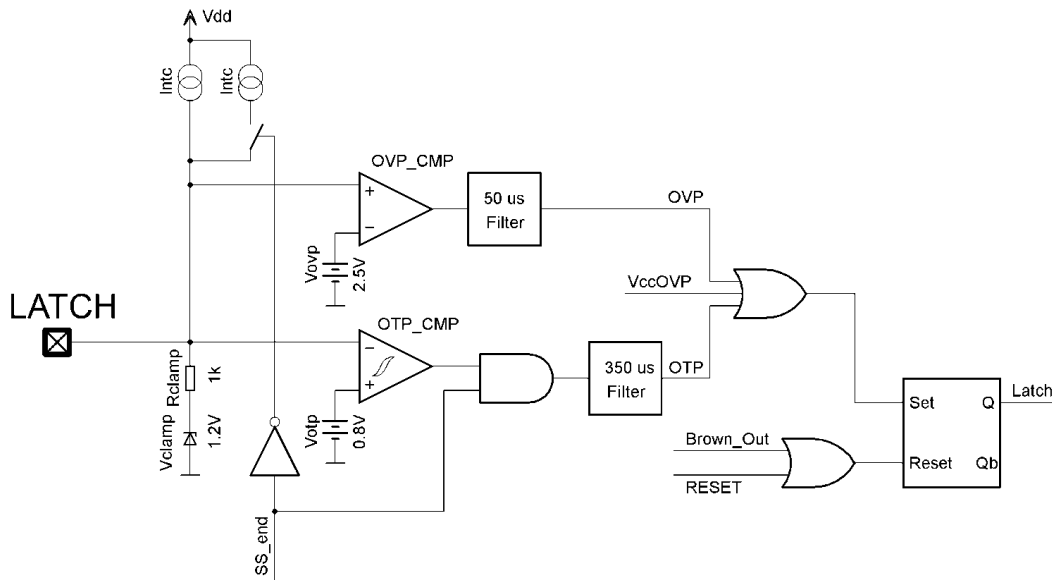 Vdd
Intc
Intc
OVP_CMP
+
−
50 us
Filter
OVP
Vovp
2.5V
VccOVP
LATCH
OTP_CMP
−
+
350 us
Filter
OTP
Rclamp
1k
Vclamp
1.2V
Votp
0.8V
Set
Q
Latch
Brown_Out
Reset
Qb
RESET
SS_end